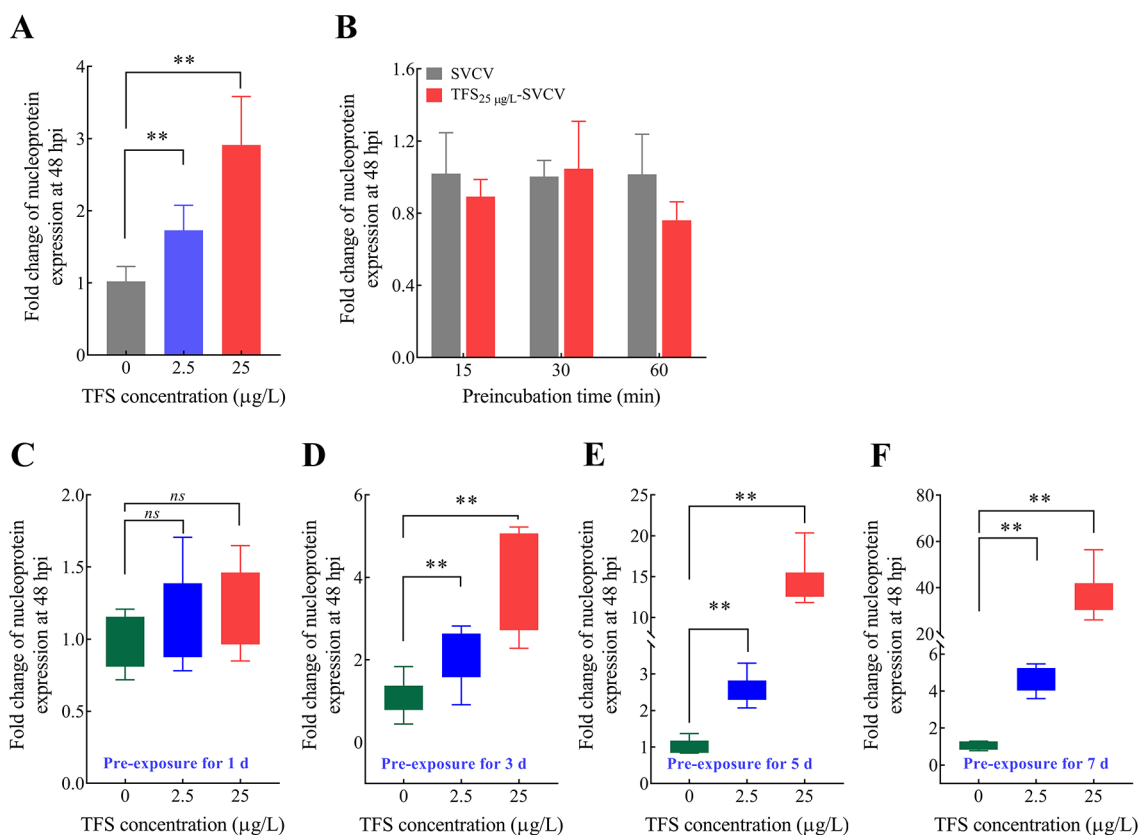 A
Fold change of nucleoprotein
expression at 48 hpi
4
3
2
1
0
**
**
0 2.5 25
TFS concentration (μg/L)
B
Fold change of nucleoprotein
expression at 48 hpi
1.6
1.2
0.8
0.4
0.0
SVCV
TFS25 μg/L-SVCV
15 30 60
Preincubation time (min)
C
Fold change of nucleoprotein
expression at 48 hpi
2.0
1.5
1.0
0.5
0.0
ns
ns
Pre-exposure for 1 d
0 2.5 25
TFS concentration (μg/L)
D
Fold change of nucleoprotein
expression at 48 hpi
6
4
2
0
**
**
Pre-exposure for 3 d
0 2.5 25
TFS concentration (μg/L)
E
Fold change of nucleoprotein
expression at 48 hpi
25
20
15
10
3
2
1
0
**
**
Pre-exposure for 5 d
0 2.5 25
TFS concentration (μg/L)
F
Fold change of nucleoprotein
expression at 48 hpi
80
60
40
20
6
4
2
0
**
**
Pre-exposure for 7 d
0 2.5 25
TFS concentration (μg/L)